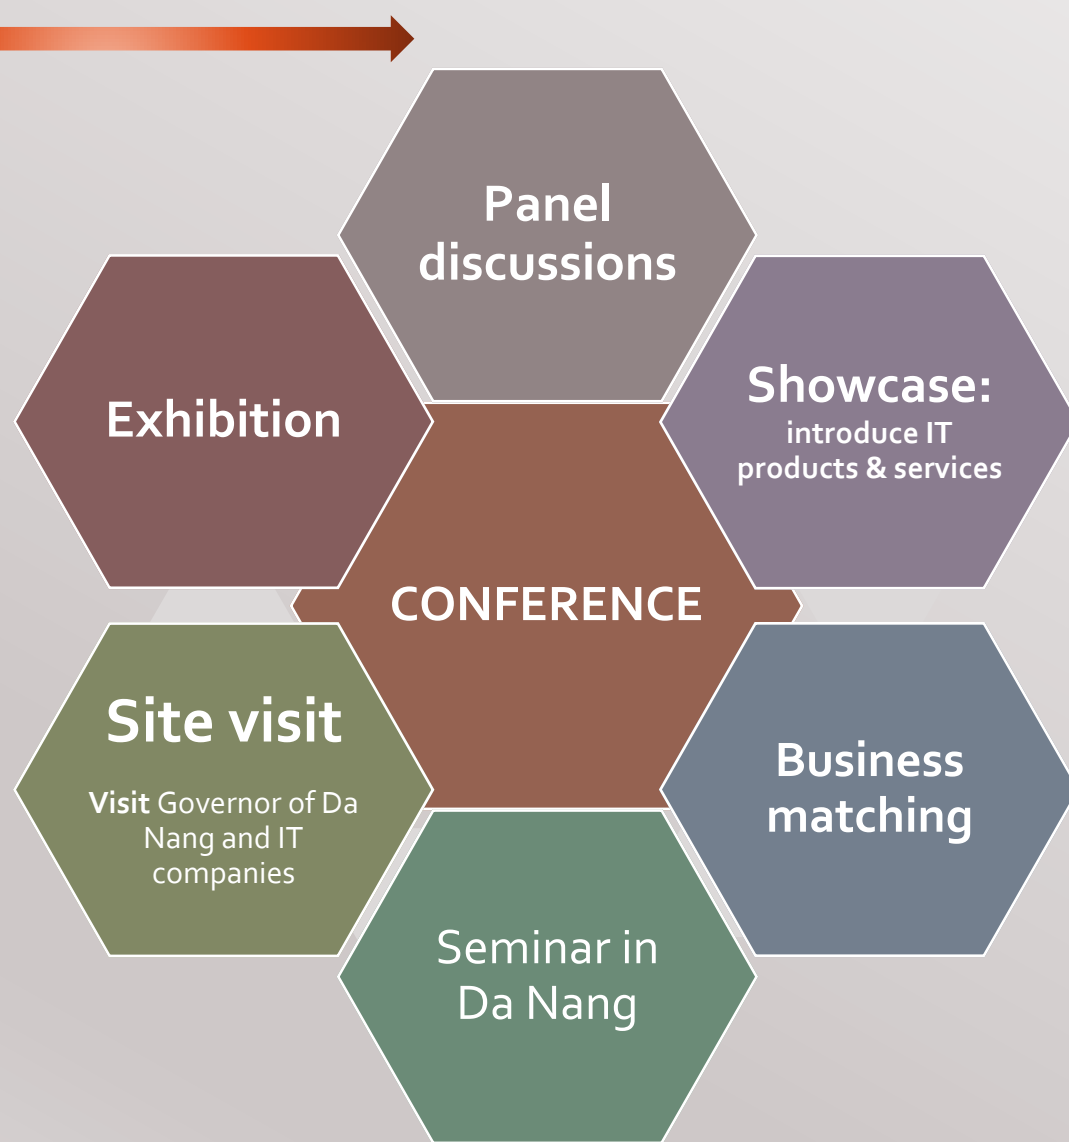 Panel
discussions
Showcase:
introduce IT
products & services
Exhibition
CONFERENCE
Site visit
Visit Governor of Da
Nang and IT
companies
Business
matching
Seminar in
Da Nang